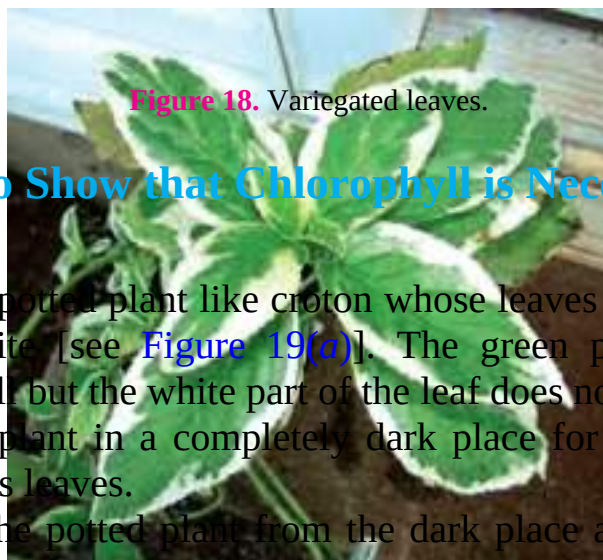 Figure 18. Variegated leaves.
o Show that Chlorophyll is Nece
potted plant like croton whose leaves
ite [see Figure 19(a)]. The green p
ll but the white part of the leaf does no
plant in a completely dark place for
s leaves.
he potted plant from the dark place a